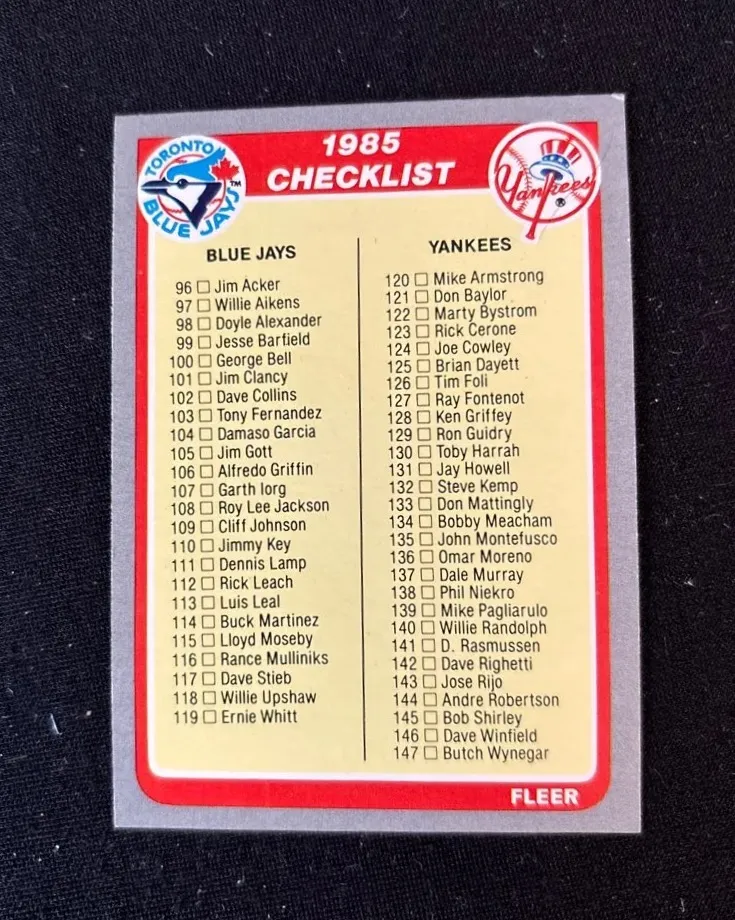 1985
CHECKLIST
TORONTO
BLUE JAYS
TM
Yankees
®
BLUE JAYS
96 □ Jim Acker
97 □ Willie Aikens
98 □ Doyle Alexander
99 □ Jesse Barfield
100 □ George Bell
101 □ Jim Clancy
102 □ Dave Collins
103 □ Tony Fernandez
104 □ Damaso Garcia
105 □ Jim Gott
106 □ Alfredo Griffin
107 □ Garth Iorg
108 □ Roy Lee Jackson
109 □ Cliff Johnson
110 □ Jimmy Key
111 □ Dennis Lamp
112 □ Rick Leach
113 □ Luis Leal
114 □ Buck Martinez
115 □ Lloyd Moseby
116 □ Rance Mulliniks
117 □ Dave Stieb
118 □ Willie Upshaw
119 □ Ernie Whitt
YANKEES
120 □ Mike Armstrong
121 □ Don Baylor
122 □ Marty Bystrom
123 □ Rick Cerone
124 □ Joe Cowley
125 □ Brian Dayett
126 □ Tim Foli
127 □ Ray Fontenot
128 □ Ken Griffey
129 □ Ron Guidry
130 □ Toby Harrah
131 □ Jay Howell
132 □ Steve Kemp
133 □ Don Mattingly
134 □ Bobby Meacham
135 □ John Montefusco
136 □ Omar Moreno
137 □ Dale Murray
138 □ Phil Niekro
139 □ Mike Pagliarulo
140 □ Willie Randolph
141 □ D. Rasmussen
142 □ Dave Righetti
143 □ Jose Rijo
144 □ Andre Robertson
145 □ Bob Shirley
146 □ Dave Winfield
147 □ Butch Wynegar
FLEER